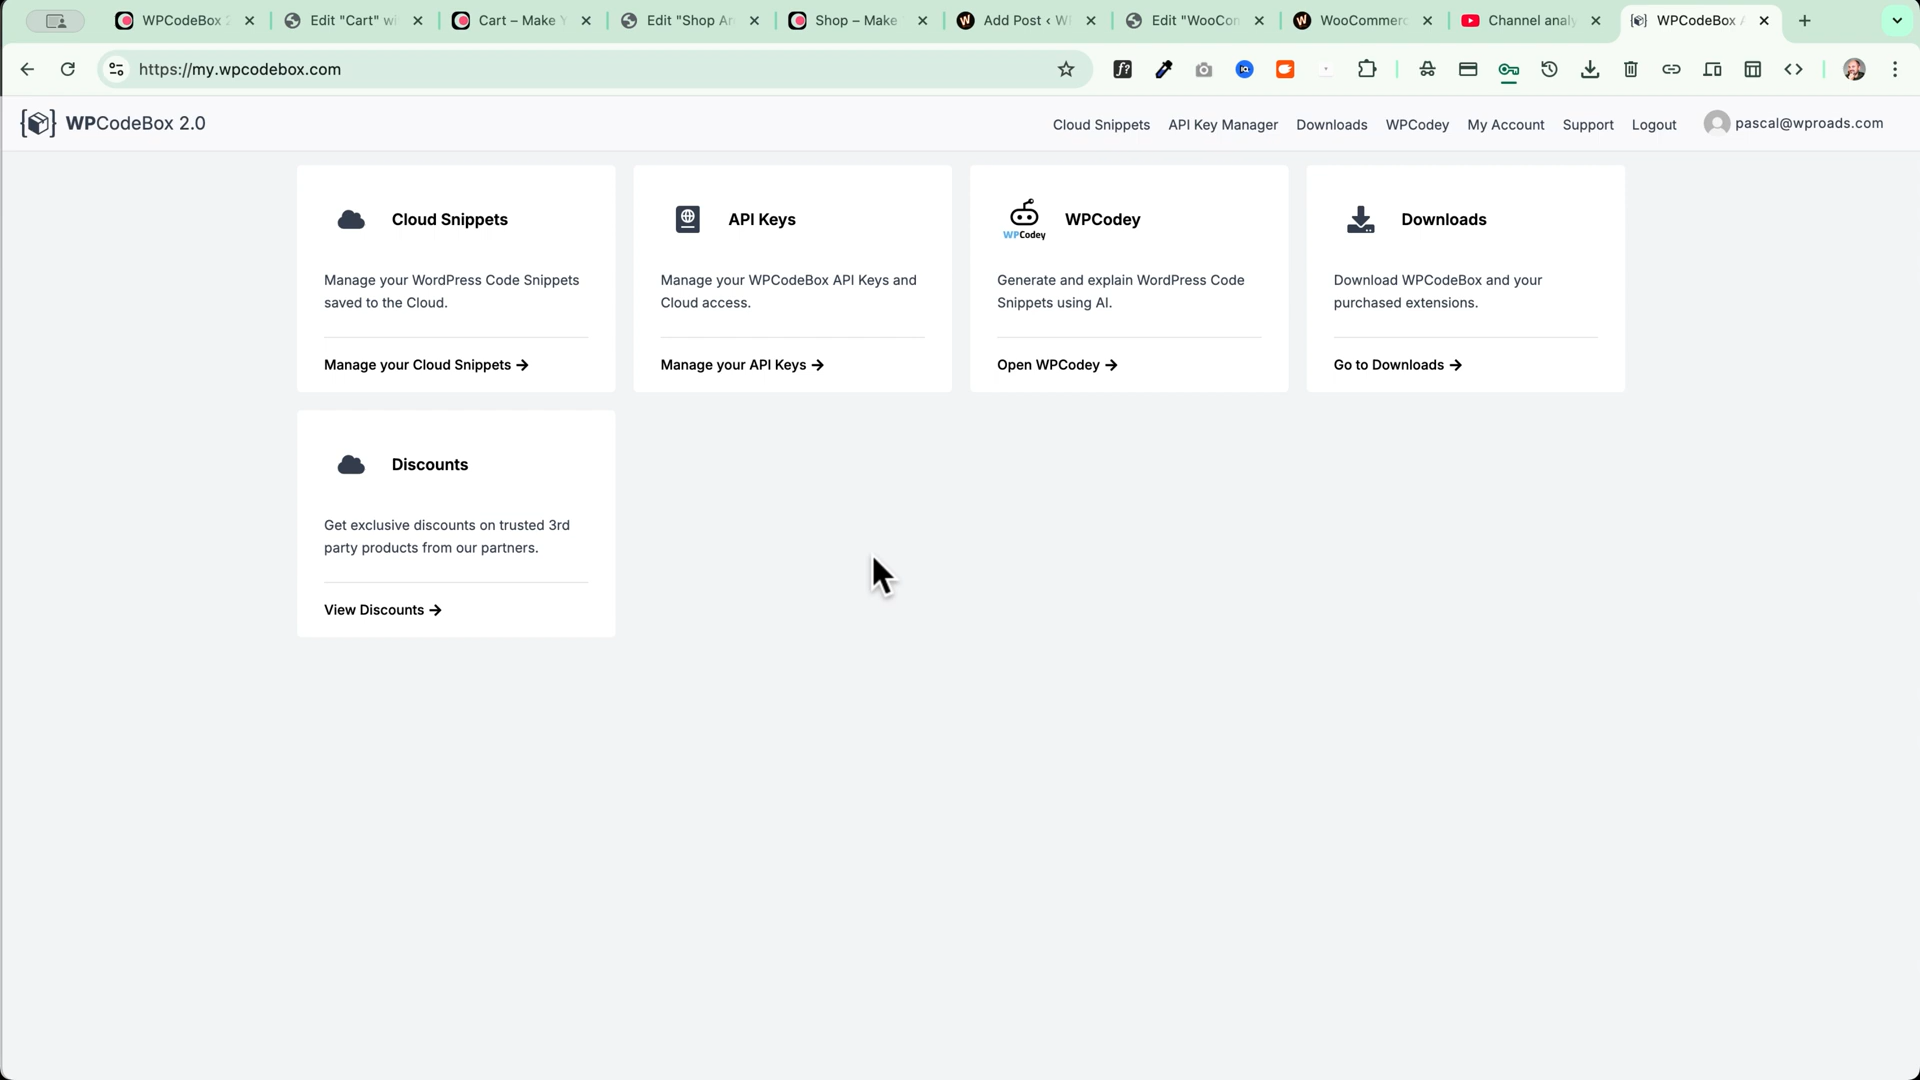 WPCodeBox 2
Edit "Cart" wi
Cart – Make Y
Edit "Shop Ar
Shop – Make
Add Post ‹ W
Edit "WooCon
WooCommerc
Channel analy
WPCodeBox A
https://my.wpcodebox.com
WPCodeBox 2.0
Cloud Snippets
API Key Manager
Downloads
WPCodey
My Account
Support
Logout
pascal@wproads.com
Cloud Snippets
Manage your WordPress Code Snippets
saved to the Cloud.
Manage your Cloud Snippets →
API Keys
Manage your WPCodeBox API Keys and
Cloud access.
Manage your API Keys →
WPCodey
WPCodey
Generate and explain WordPress Code
Snippets using AI.
Open WPCodey →
Downloads
Download WPCodeBox and your
purchased extensions.
Go to Downloads →
Discounts
Get exclusive discounts on trusted 3rd
party products from our partners.
View Discounts →